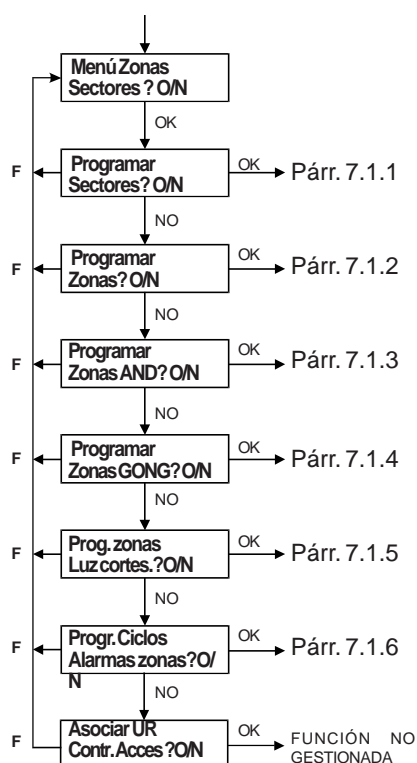 Menú Zonas
Sectores ? O/N
OK
F
Programar
Sectores? O/N
OK
Párr. 7.1.1
NO
F
Programar
Zonas? O/N
OK
Párr. 7.1.2
NO
F
Programar
Zonas AND? O/N
OK
Párr. 7.1.3
NO
F
Programar
Zonas GONG? O/N
OK
Párr. 7.1.4
NO
F
Prog. zonas
Luz cortes.? O/N
OK
Párr. 7.1.5
NO
F
Progr. Ciclos
Alarmas zonas? O/
N
OK
Párr. 7.1.6
NO
F
Asociar UR
Contr. Acces ? O/N
OK
FUNCIÓN NO
GESTIONADA